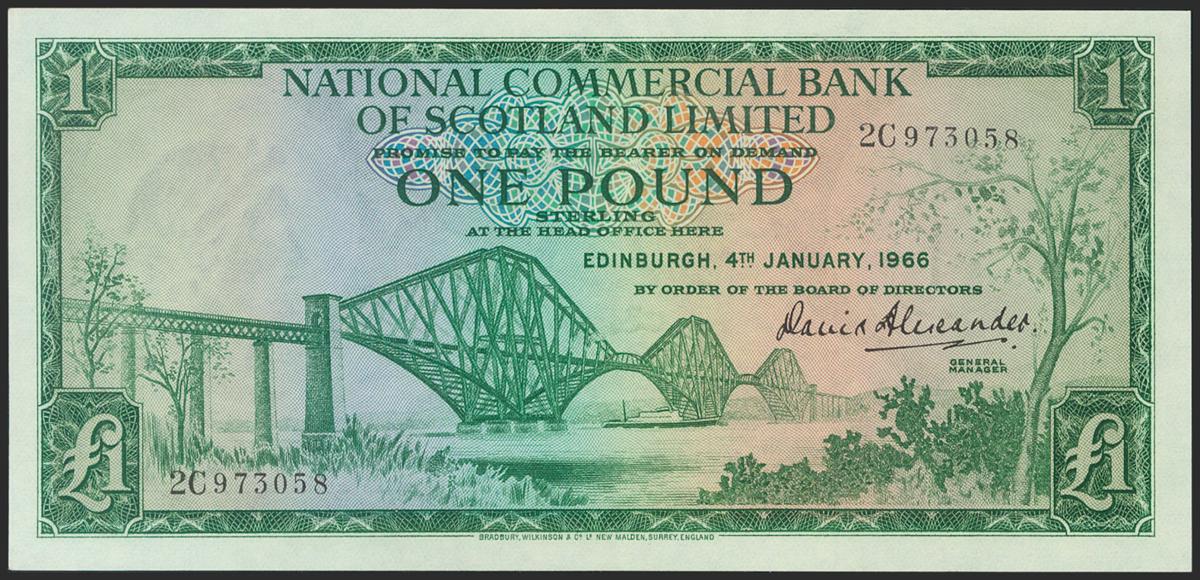 1
1
NATIONAL COMMERCIAL BANK
OF SCOTLAND LIMITED
2C973058
PROMISE TO PAY THE BEARER ON DEMAND
ONE POUND
STERLING
AT THE HEAD OFFICE HERE
EDINBURGH, 4TH JANUARY, 1966
BY ORDER OF THE BOARD OF DIRECTORS
David Alexander.
GENERAL
MANAGER
£1
£1
2C973058
BRADBURY, WILKINSON & Co Ld NEW MALDEN, SURREY, ENGLAND